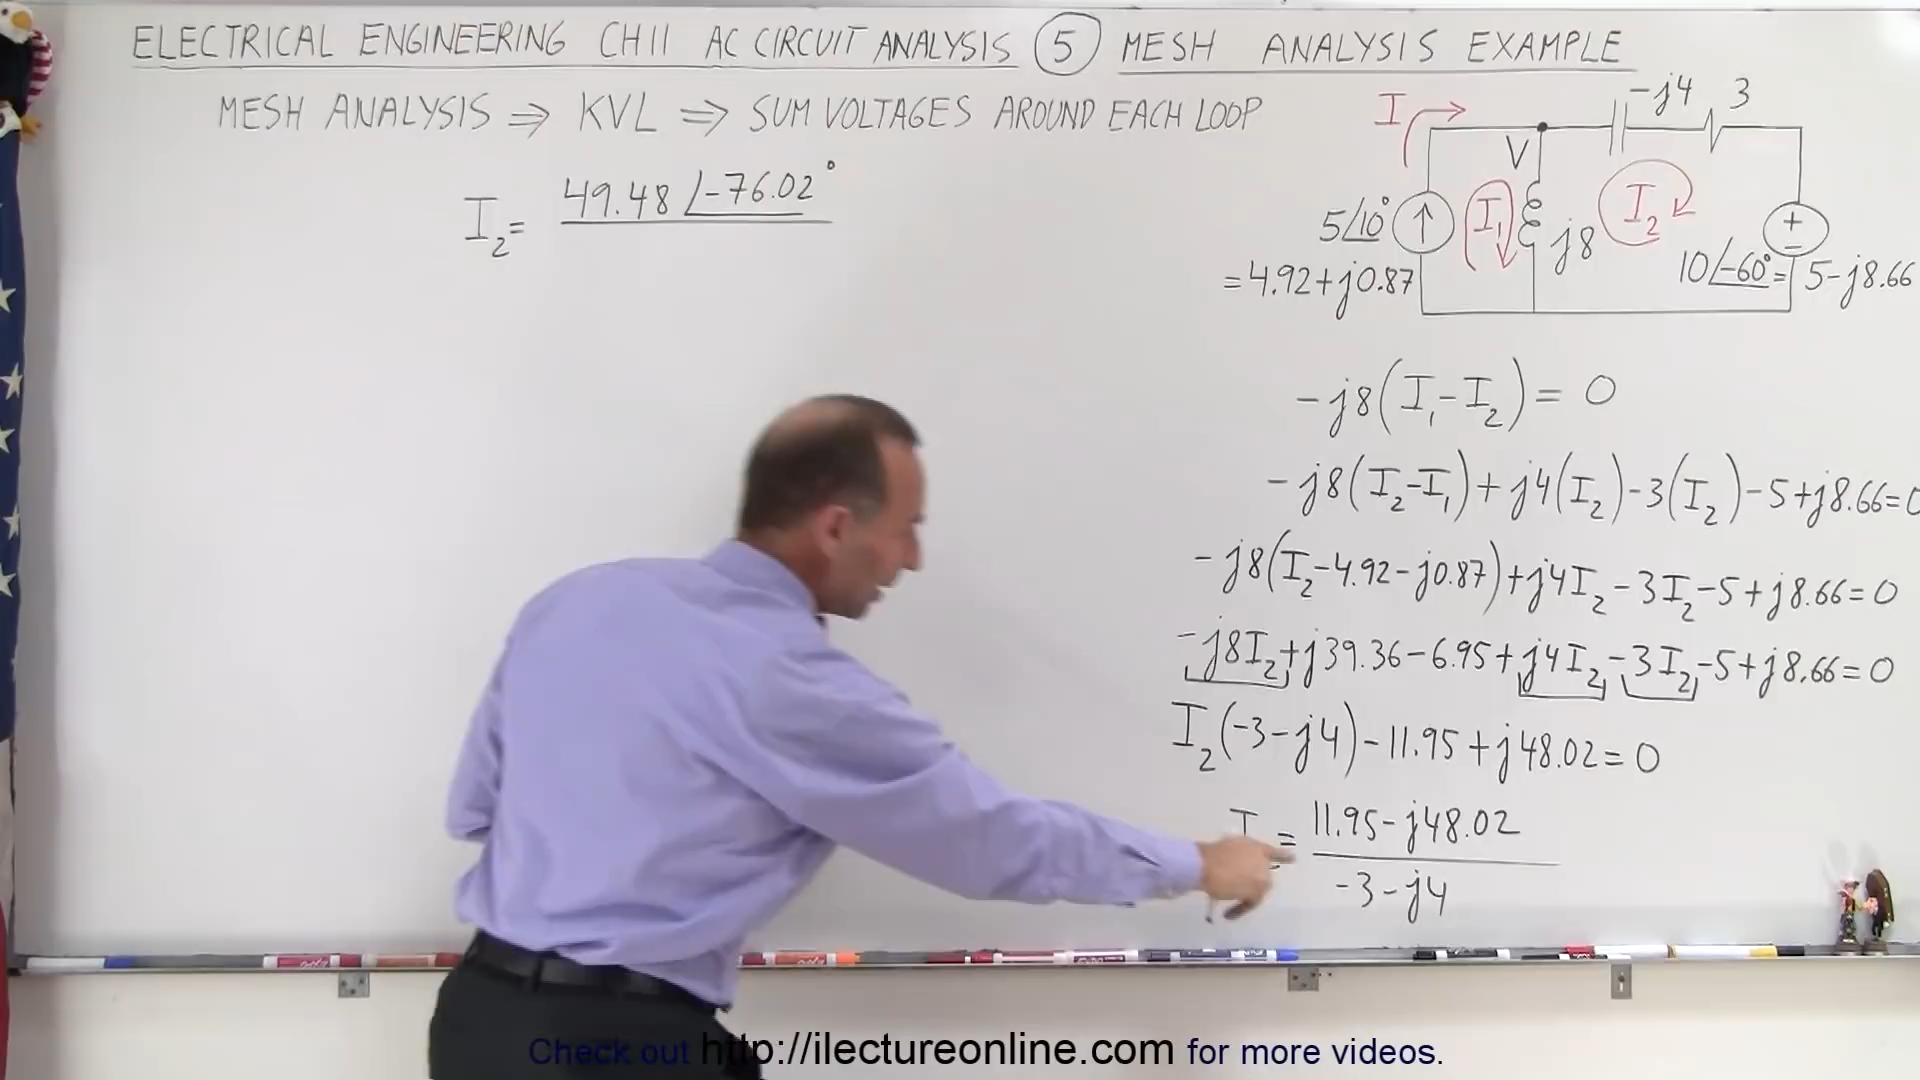 ELECTRICAL ENGINEERING CH 11 AC CIRCUIT ANALYSIS 5 MESH ANALYSIS EXAMPLE
MESH ANALYSIS ⇒ KVL ⇒ SUM VOLTAGES AROUND EACH LOOP
I₂ = 49.48 ∠-76.02°
I
-j4 3
V
5∠10° I₁ j8 I₂ + −
= 4.92+j0.87 10∠-60° = 5-j8.66
-j8(I₁-I₂) = 0
-j8(I₂-I₁)+j4(I₂)-3(I₂)-5+j8.66=0
-j8(I₂-4.92-j0.87)+j4I₂-3I₂-5+j8.66=0
-j8I₂+j39.36-6.95+j4I₂-3I₂-5+j8.66=0
I₂(-3-j4)-11.95+j48.02=0
= 11.95-j48.02
-3-j4
Check out http://ilectureonline.com for more videos.